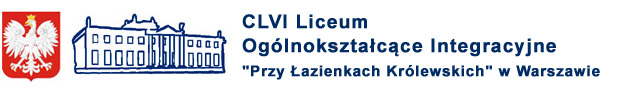 CLVI Liceum
Ogólnokształcące Integracyjne
"Przy Łazienkach Królewskich" w Warszawie